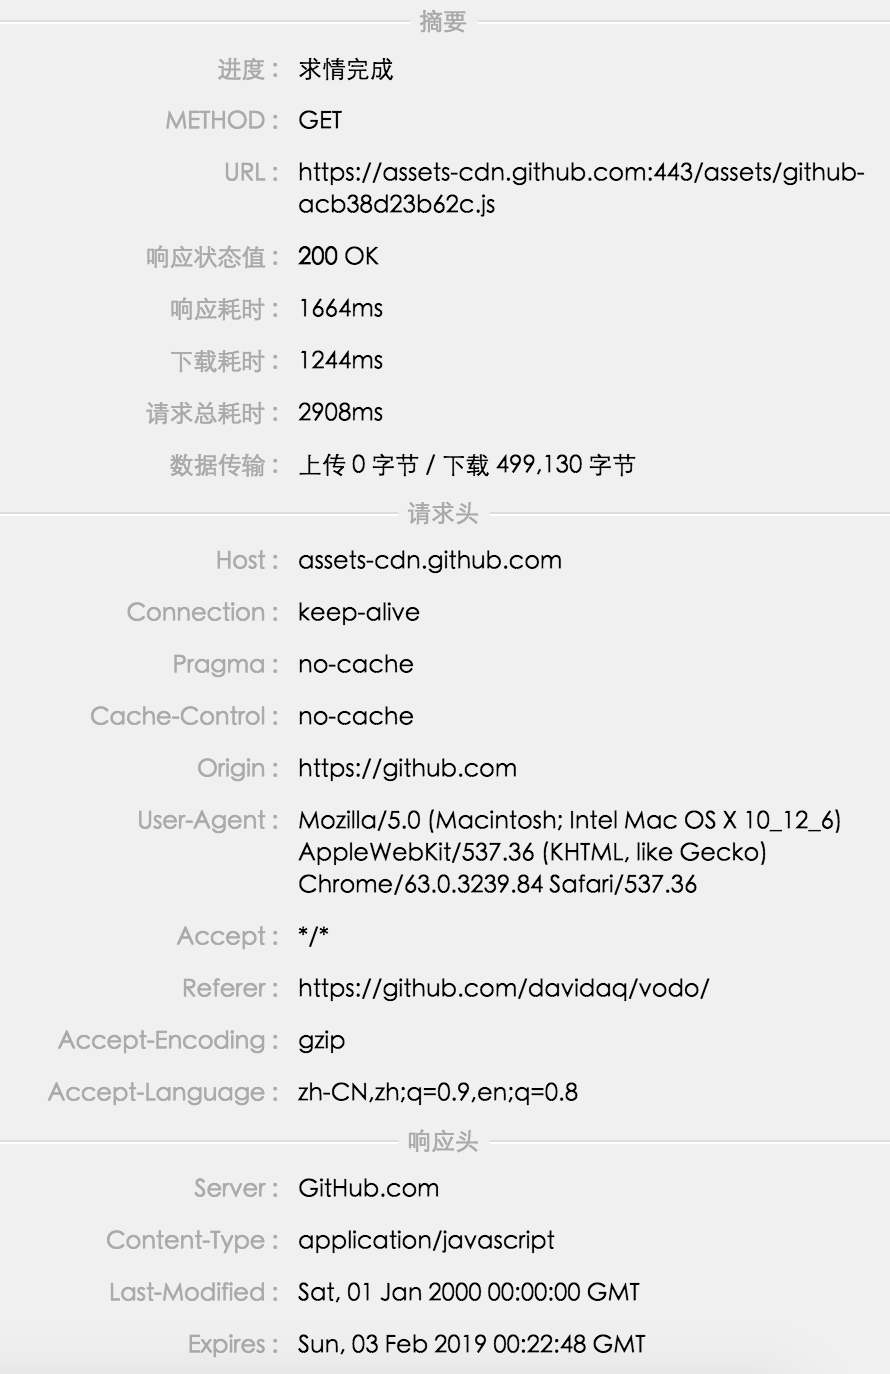 摘要
进度： 求情完成
METHOD： GET
URL： https://assets-cdn.github.com:443/assets/github-
acb38d23b62c.js
响应状态值： 200 OK
响应耗时： 1664ms
下载耗时： 1244ms
请求总耗时： 2908ms
数据传输： 上传 0 字节 / 下载 499,130 字节
请求头
Host： assets-cdn.github.com
Connection： keep-alive
Pragma： no-cache
Cache-Control： no-cache
Origin： https://github.com
User-Agent： Mozilla/5.0 (Macintosh; Intel Mac OS X 10_12_6)
AppleWebKit/537.36 (KHTML, like Gecko)
Chrome/63.0.3239.84 Safari/537.36
Accept： */*
Referer： https://github.com/davidaq/vodo/
Accept-Encoding： gzip
Accept-Language： zh-CN,zh;q=0.9,en;q=0.8
响应头
Server： GitHub.com
Content-Type： application/javascript
Last-Modified： Sat, 01 Jan 2000 00:00:00 GMT
Expires： Sun, 03 Feb 2019 00:22:48 GMT